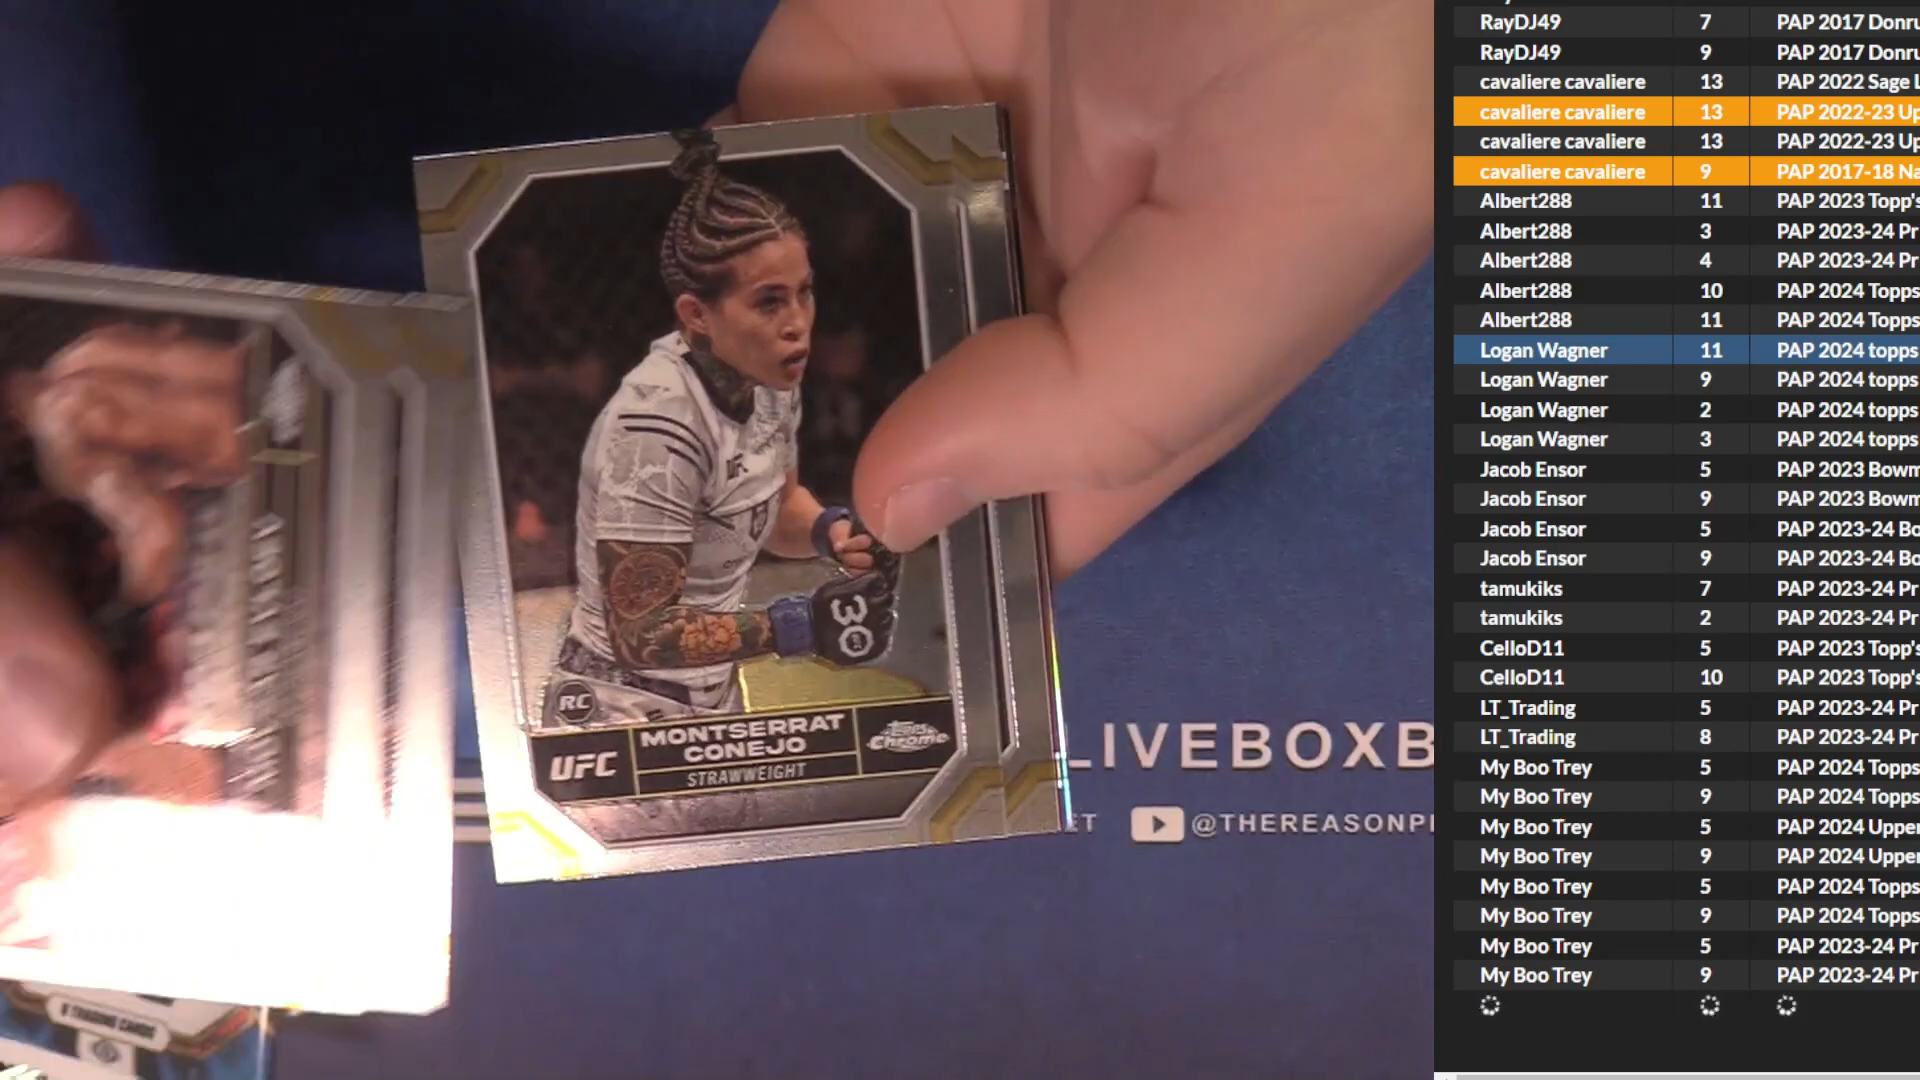 30
RC
UFC
MONTSERRAT
CONEJO
STRAWWEIGHT
Topps
Chrome
LIVEBOXB
ET
@THEREASONP
8 TRADING CARDS
RayDJ49 7 PAP 2017 Donru
RayDJ49 9 PAP 2017 Donru
cavaliere cavaliere 13 PAP 2022 Sage L
cavaliere cavaliere 13 PAP 2022-23 Up
cavaliere cavaliere 13 PAP 2022-23 Up
cavaliere cavaliere 9 PAP 2017-18 Na
Albert288 11 PAP 2023 Topp's
Albert288 3 PAP 2023-24 Pr
Albert288 4 PAP 2023-24 Pr
Albert288 10 PAP 2024 Topps
Albert288 11 PAP 2024 Topps
Logan Wagner 11 PAP 2024 topps
Logan Wagner 9 PAP 2024 topps
Logan Wagner 2 PAP 2024 topps
Logan Wagner 3 PAP 2024 topps
Jacob Ensor 5 PAP 2023 Bowm
Jacob Ensor 9 PAP 2023 Bowm
Jacob Ensor 5 PAP 2023-24 Bo
Jacob Ensor 9 PAP 2023-24 Bo
tamukiks 7 PAP 2023-24 Pr
tamukiks 2 PAP 2023-24 Pr
CelloD11 5 PAP 2023 Topp's
CelloD11 10 PAP 2023 Topp's
LT_Trading 5 PAP 2023-24 Pr
LT_Trading 8 PAP 2023-24 Pr
My Boo Trey 5 PAP 2024 Topps
My Boo Trey 9 PAP 2024 Topps
My Boo Trey 5 PAP 2024 Upper
My Boo Trey 9 PAP 2024 Upper
My Boo Trey 5 PAP 2024 Topps
My Boo Trey 9 PAP 2024 Topps
My Boo Trey 5 PAP 2023-24 Pr
My Boo Trey 9 PAP 2023-24 Pr